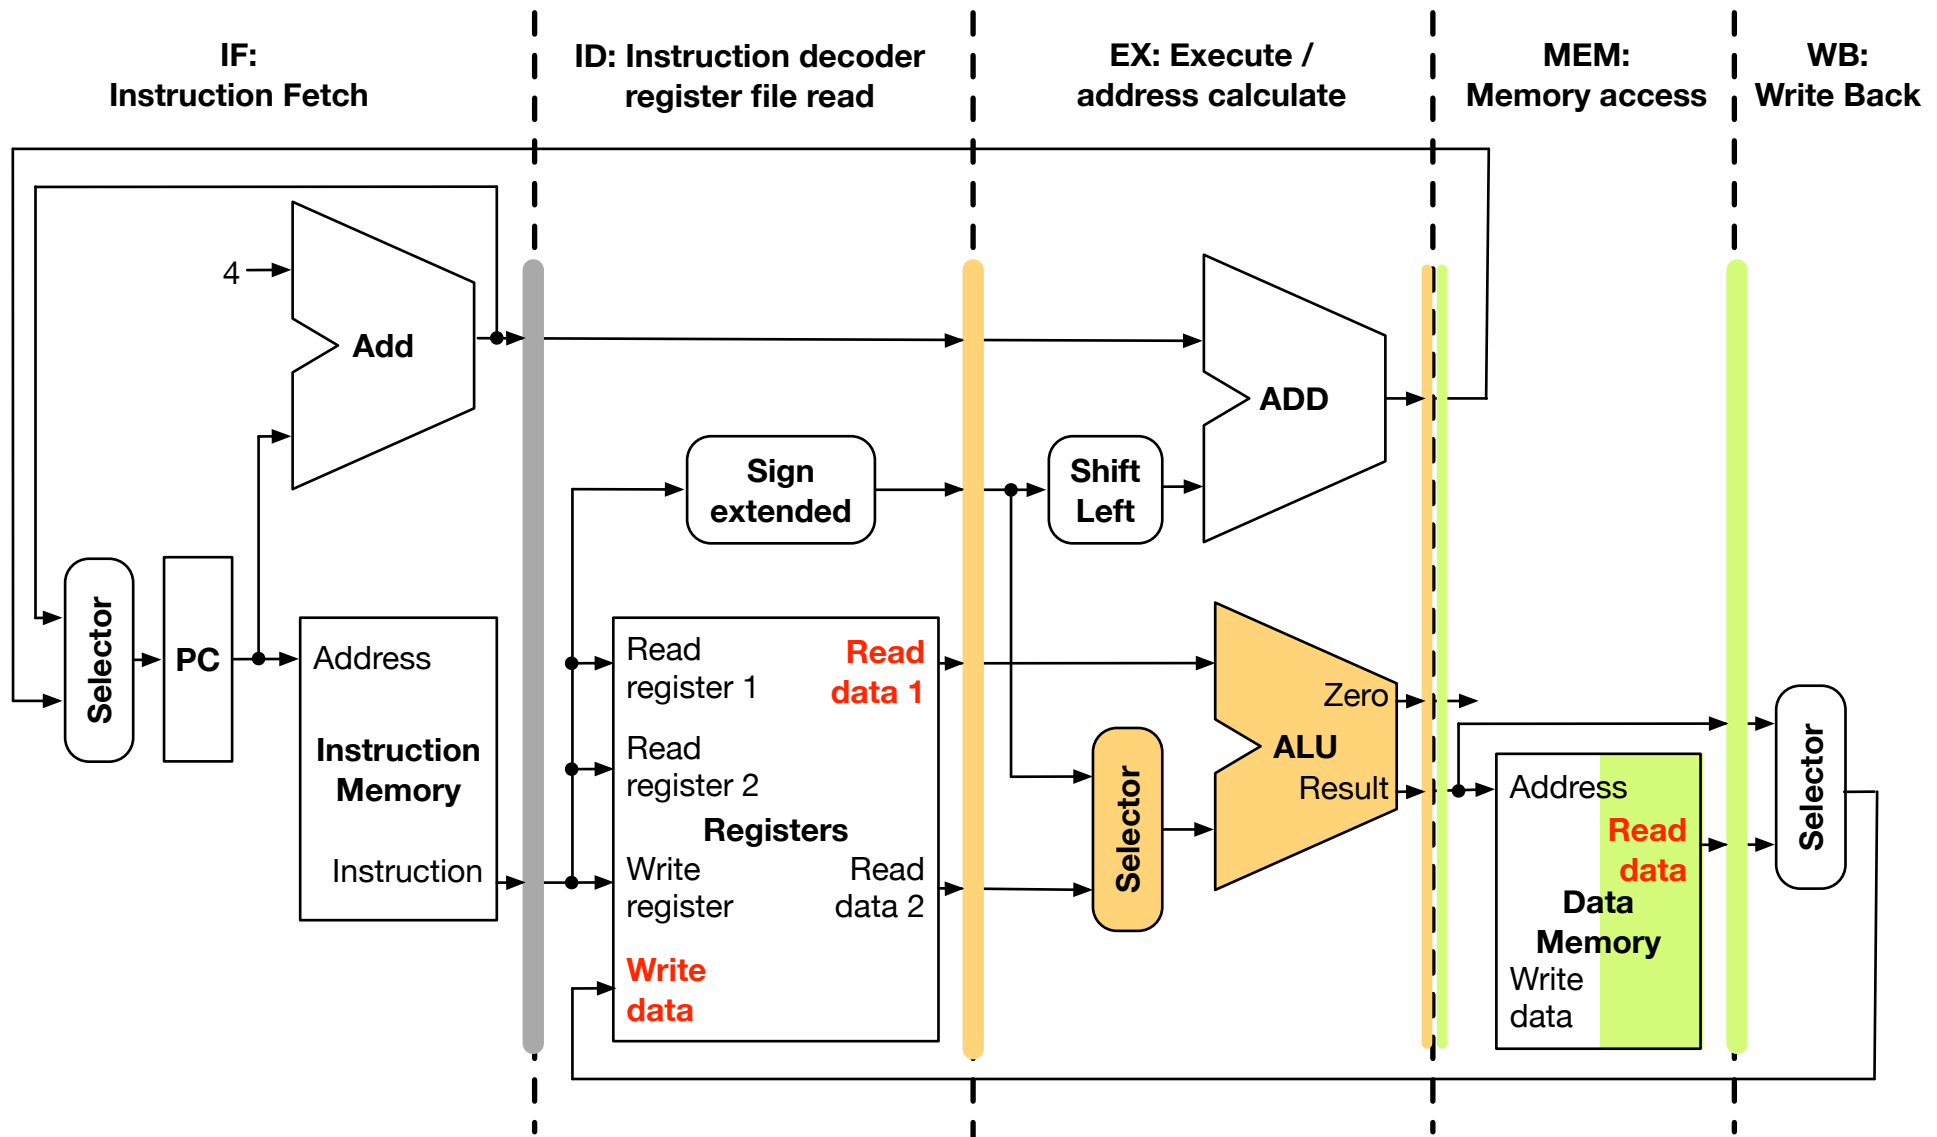 IF:
Instruction Fetch
ID: Instruction decoder
register file read
EX: Execute /
address calculate
MEM:
Memory access
WB:
Write Back
4
Add
ADD
Sign
extended
Shift
Left
Selector
PC
Address
Instruction
Memory
Instruction
Read
register 1
Read
data 1
Read
register 2
Registers
Write
register
Read
data 2
Write
data
Selector
Zero
ALU
Result
Address
Read
data
Data
Memory
Write
data
Selector